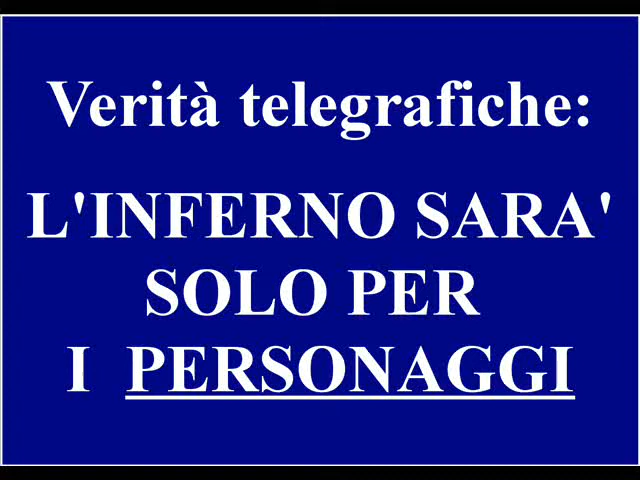 Verità telegrafiche:
L'INFERNO SARA'
SOLO PER
I PERSONAGGI